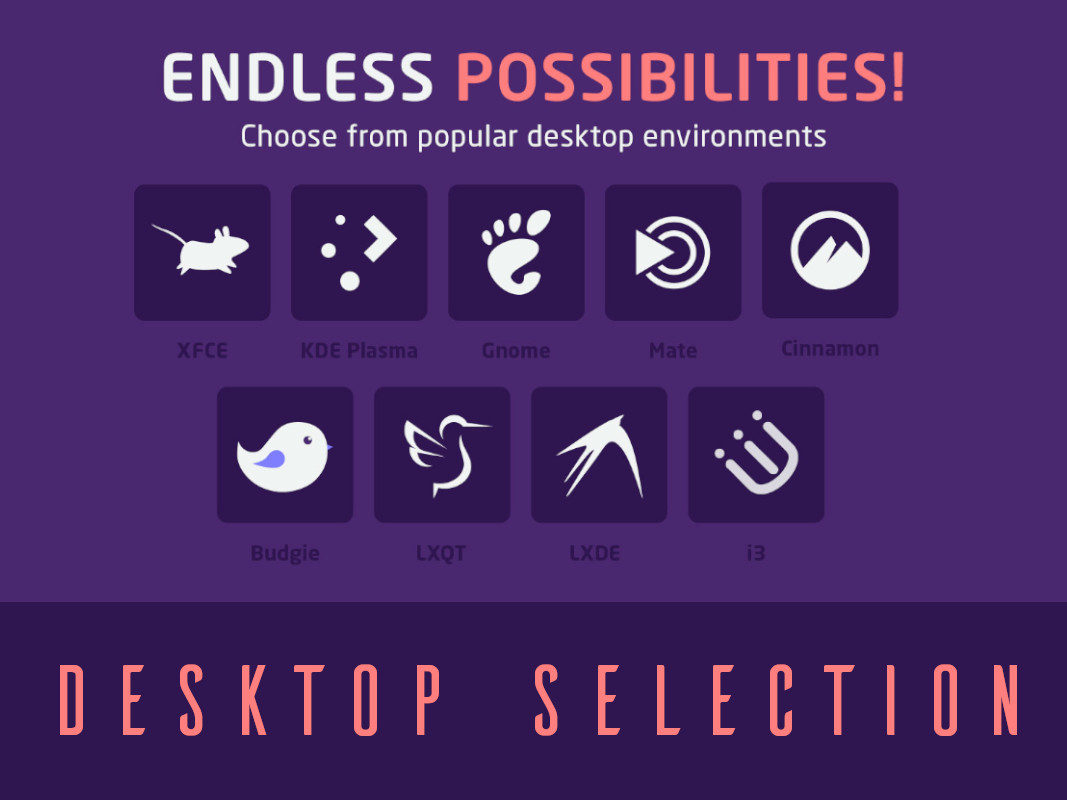 ENDLESS POSSIBILITIES!
Choose from popular desktop environments
XFCE KDE Plasma Gnome Mate Cinnamon
Budgie LXQT LXDE i3
DESKTOP SELECTION